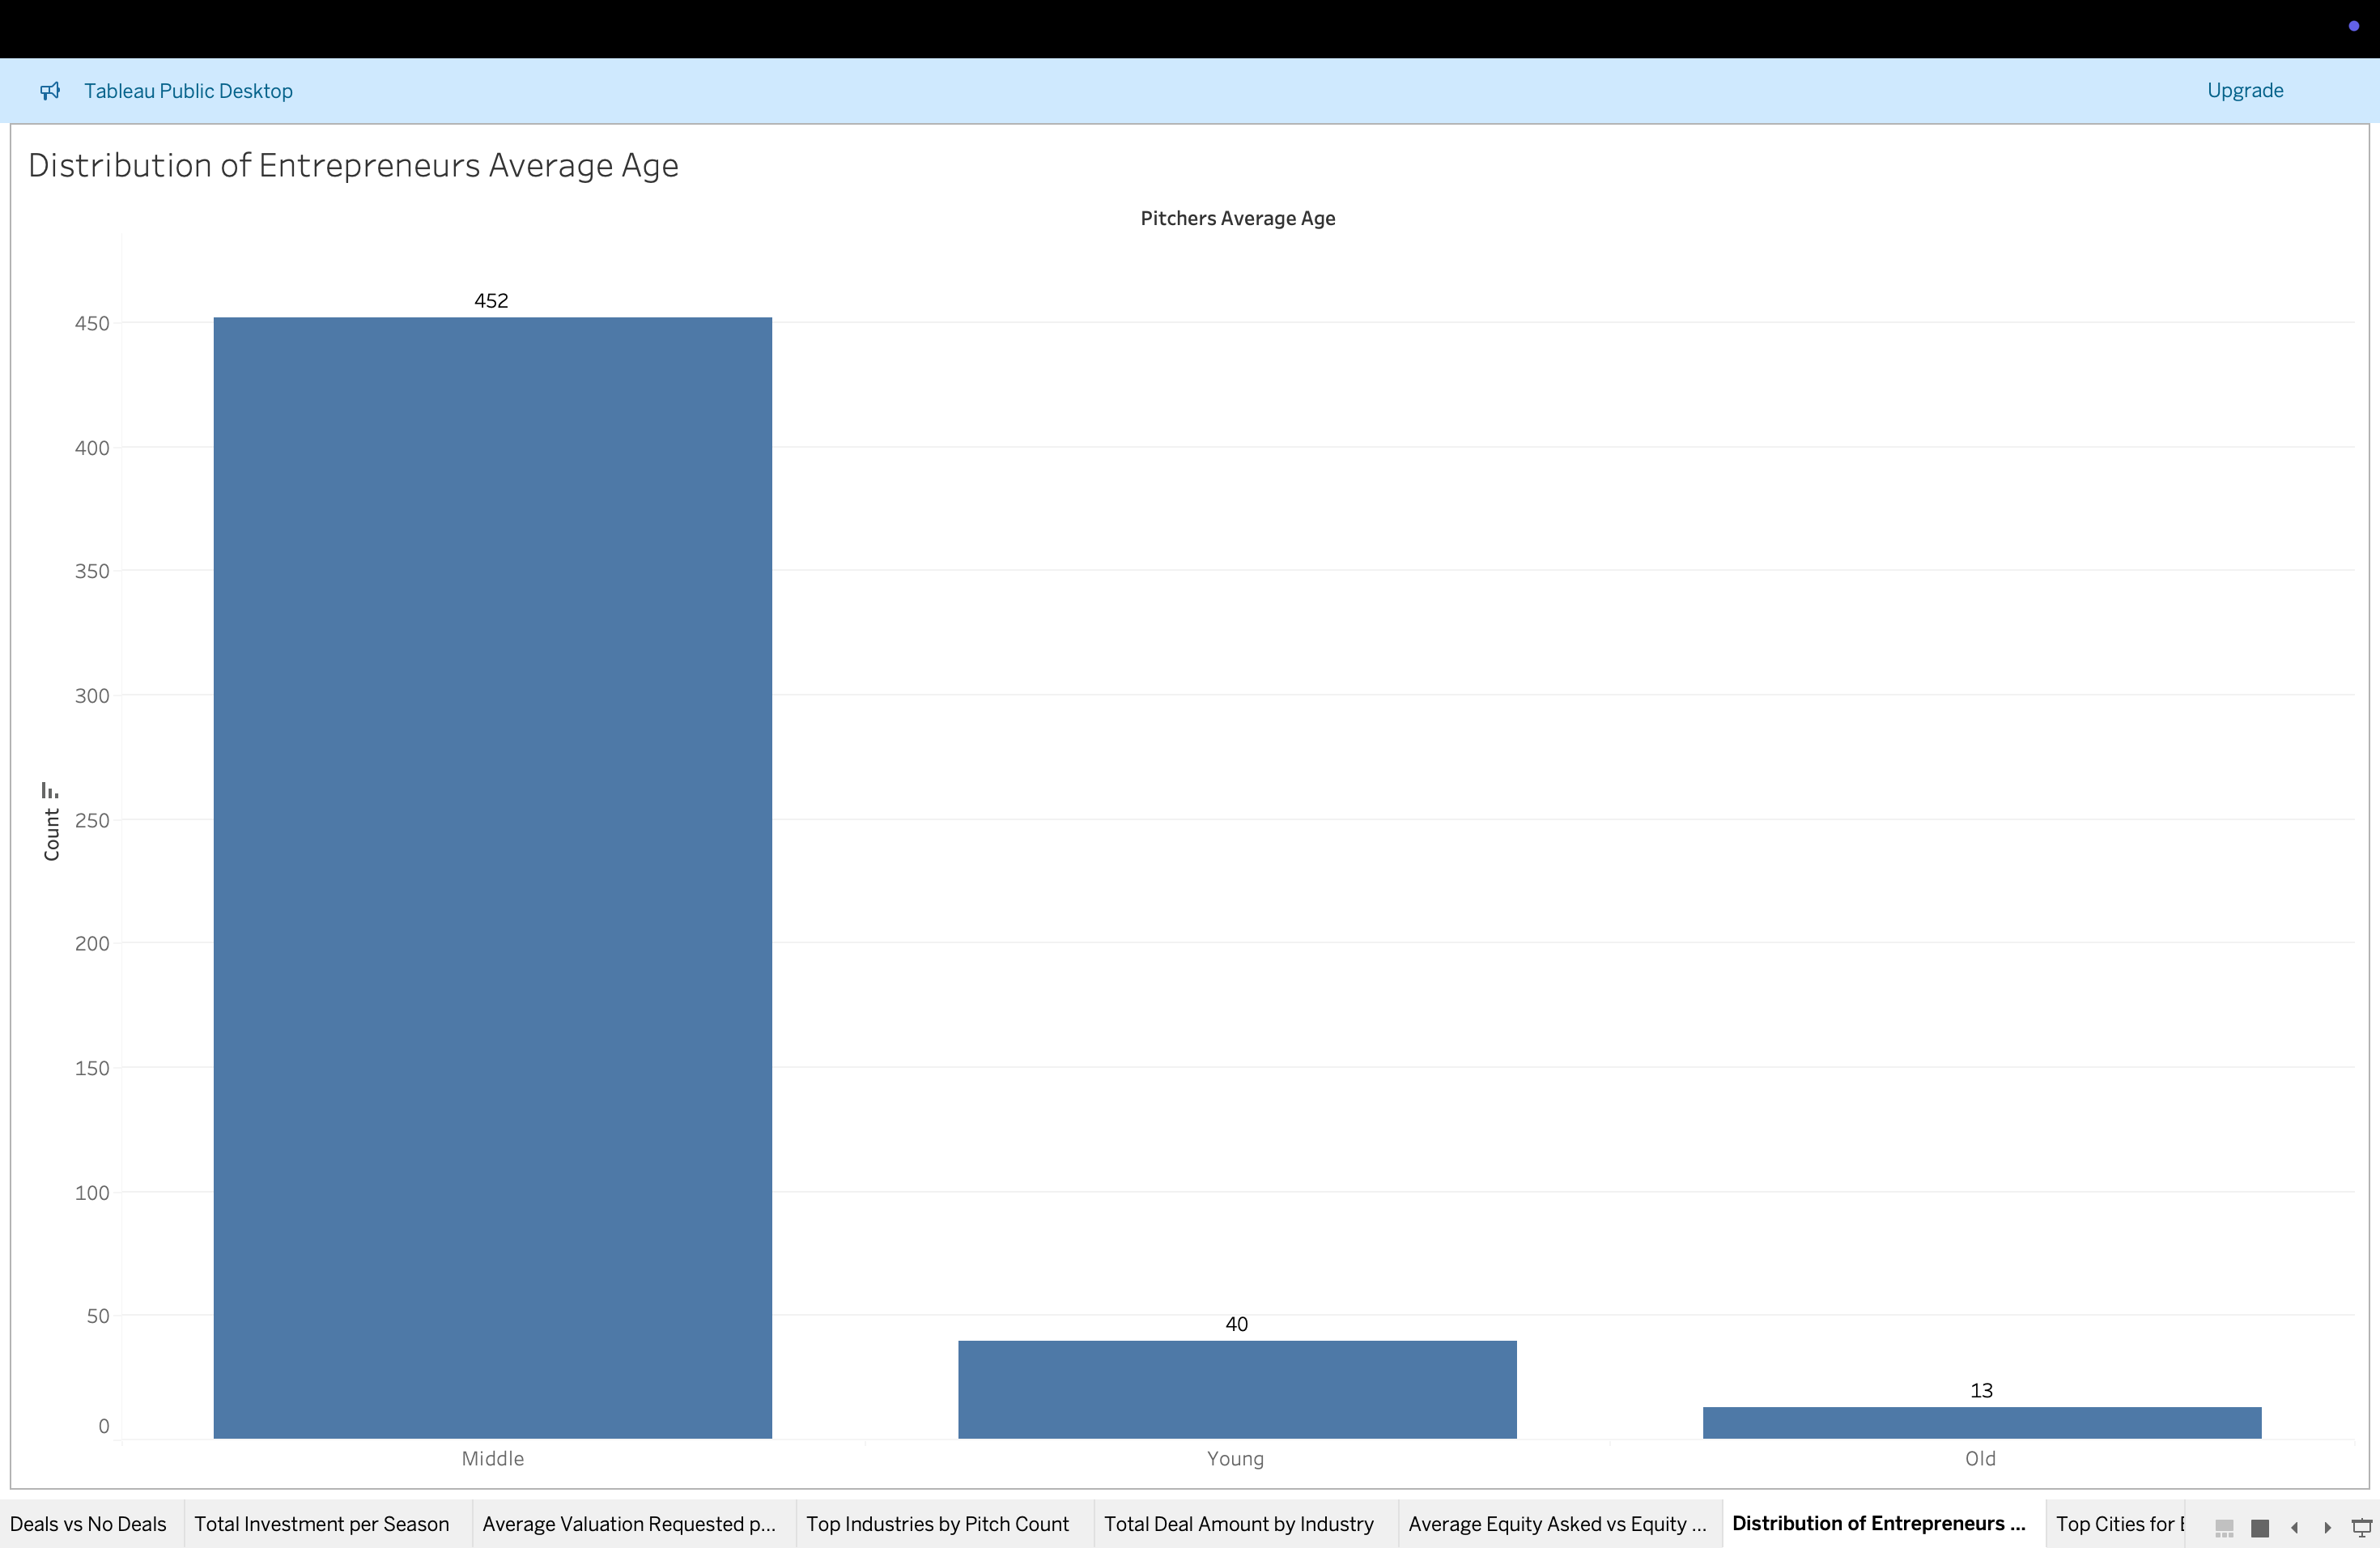 Tableau Public Desktop
Upgrade
Distribution of Entrepreneurs Average Age
Pitchers Average Age
452
450
400
350
300
250
200
150
100
50
0
Count
40
13
Middle
Young
Old
Deals vs No Deals
Total Investment per Season
Average Valuation Requested p...
Top Industries by Pitch Count
Total Deal Amount by Industry
Average Equity Asked vs Equity ...
Distribution of Entrepreneurs ...
Top Cities for